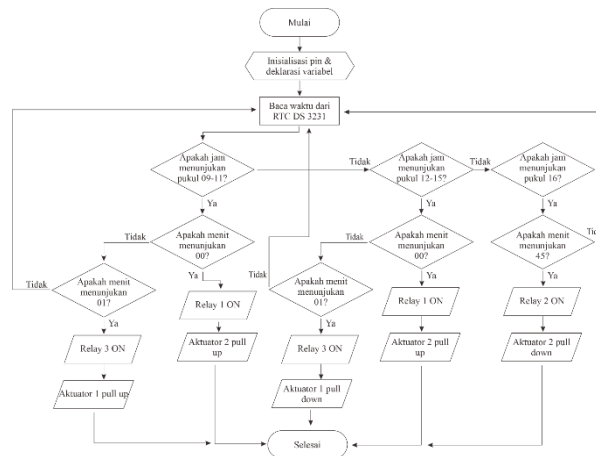 Mulai
Inisialisasi pin &
deklarasi variabel
Baca waktu dari
RTC DS 3231
Apakah jam
menunjukan
pukul 09-11?
Tidak
Apakah jam
menunjukan
pukul 12-15?
Tidak
Apakah jam
menunjukan
pukul 16?
Ya
Ya
Ya
Tidak
Apakah menit
menunjukan
00?
Tidak
Apakah menit
menunjukan
00?
Apakah menit
menunjukan
45?
Tidak
Apakah menit
menunjukan
01?
Ya
Tidak
Apakah menit
menunjukan
01?
Ya
Ya
Relay 1 ON
Relay 1 ON
Relay 2 ON
Ya
Ya
Relay 3 ON
Aktuator 2 pull
up
Relay 3 ON
Aktuator 2 pull
up
Aktuator 2 pull
down
Aktuator 1 pull up
Aktuator 1 pull
down
Selesai